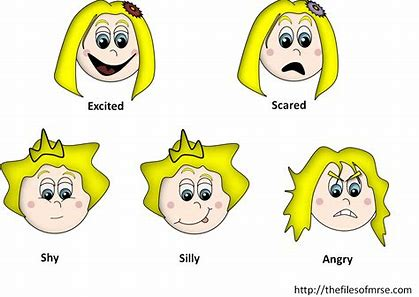 Excited
Scared
Shy
Silly
Angry
http://thefilesofmrse.com